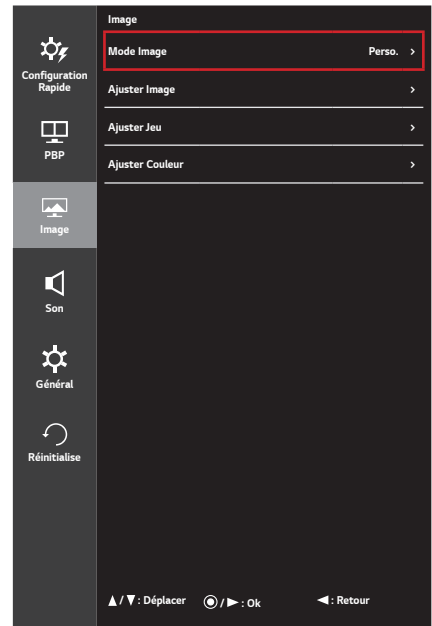 Image
Mode Image Perso. >
Ajuster Image >
Ajuster Jeu >
Ajuster Couleur >
Configuration
Rapide
PBP
Image
Son
Général
Réinitialise
▲/▼: Déplacer ◉/►: Ok ◄: Retour